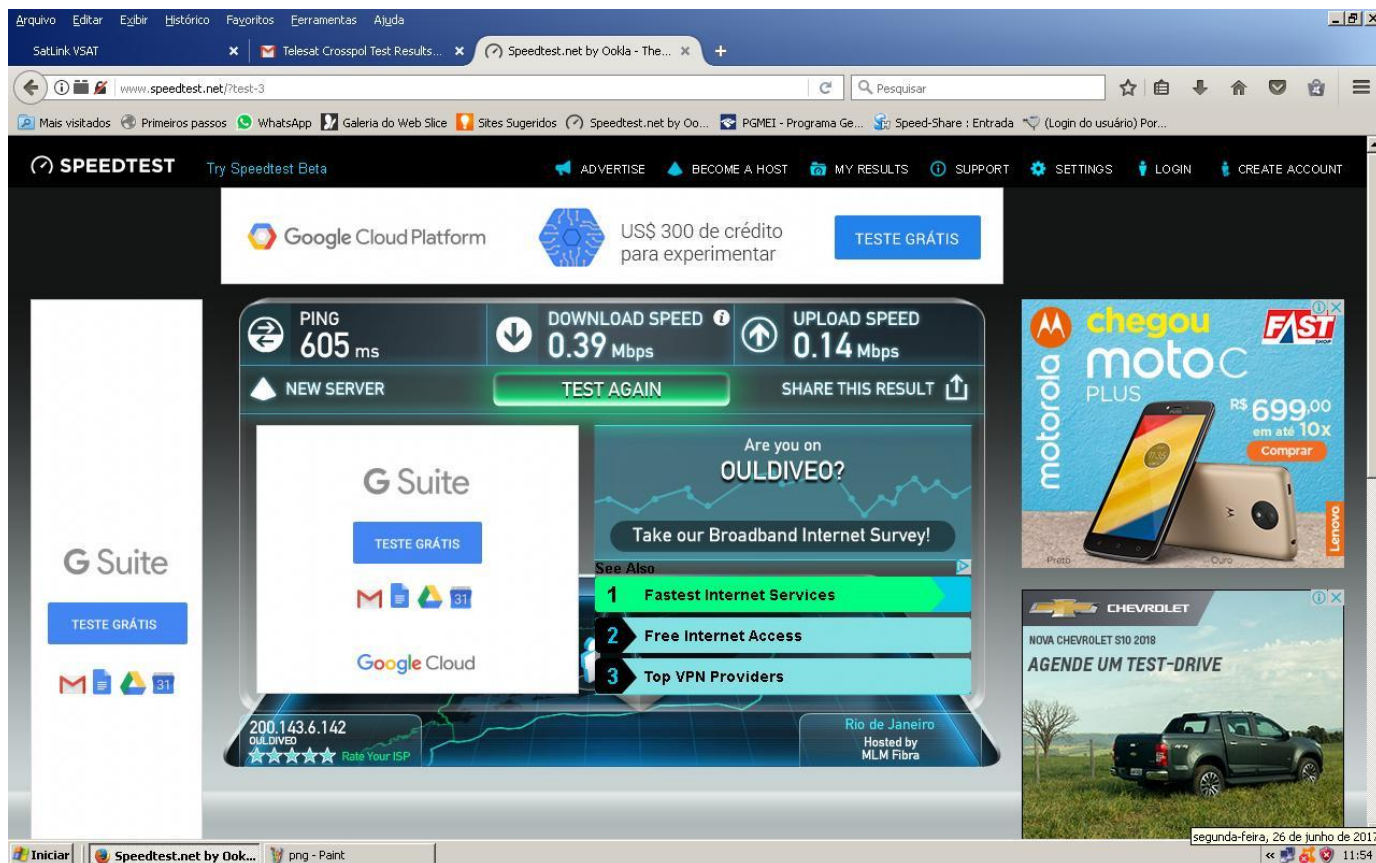 Arquivo Editar Exibir Histórico Favoritos Ferramentas Ajuda
SatLink VSAT
Telesat Crosspol Test Results...
Speedtest.net by Ookla - The...
www.speedtest.net/?test-3
Pesquisar
Mais visitados Primeiros passos WhatsApp Galeria do Web Slice Sites Sugeridos Speedtest.net by Oo... PGMEI - Programa Ge... Speed-Share : Entrada (Login do usuário) Por...
SPEEDTEST
Try Speedtest Beta
ADVERTISE BECOME A HOST MY RESULTS SUPPORT SETTINGS LOGIN CREATE ACCOUNT
Google Cloud Platform
US$ 300 de crédito
para experimentar
TESTE GRÁTIS
PING
605 ms
DOWNLOAD SPEED
0.39 Mbps
UPLOAD SPEED
0.14 Mbps
NEW SERVER
TEST AGAIN
SHARE THIS RESULT
G Suite
TESTE GRÁTIS
31
G Suite
TESTE GRÁTIS
31
Google Cloud
Are you on
OULDIVEO?
Take our Broadband Internet Survey!
See Also
1 Fastest Internet Services
2 Free Internet Access
3 Top VPN Providers
200.143.6.142
OULDIVEO
Rate Your ISP
Rio de Janeiro
Hosted by
MLM Fibra
motorola
chegou
moto C
PLUS
FAST
SHOP
R$ 699,00
em até 10x
Comprar
Preto
Ouro
Lenovo
CHEVROLET
NOVA CHEVROLET S10 2018
AGENDE UM TEST-DRIVE
segunda-feira, 26 de junho de 2017
Iniciar
Speedtest.net by Ook...
png - Paint
11:54